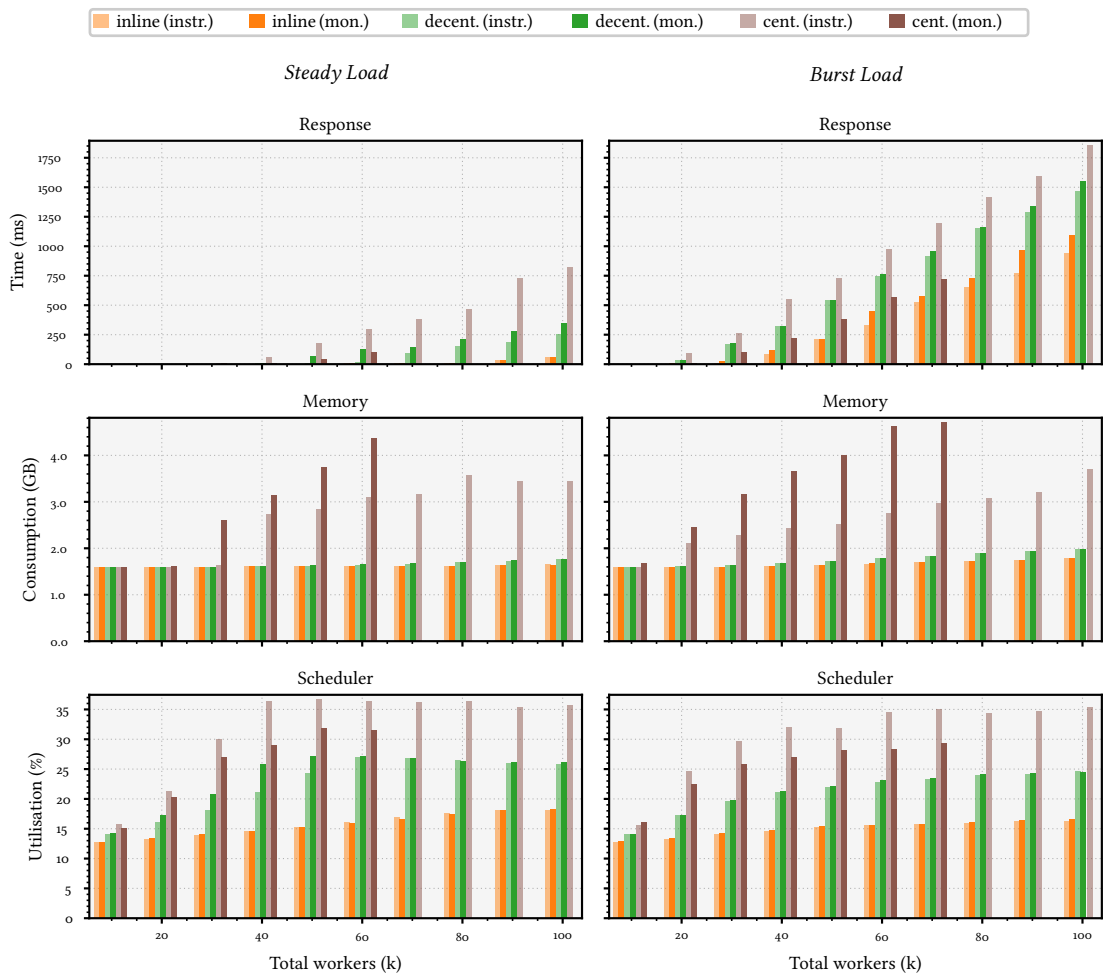 inline (instr.) inline (mon.) decent. (instr.) decent. (mon.) cent. (instr.) cent. (mon.)
Steady Load Burst Load
Response Response
Time (ms)
1750
1500
1250
1000
750
500
250
0
Memory Memory
Consumption (GB)
4.0
3.0
2.0
1.0
0.0
Scheduler Scheduler
Utilisation (%)
35
30
25
20
15
10
5
0
20 40 60 80 100 20 40 60 80 100
Total workers (k) Total workers (k)